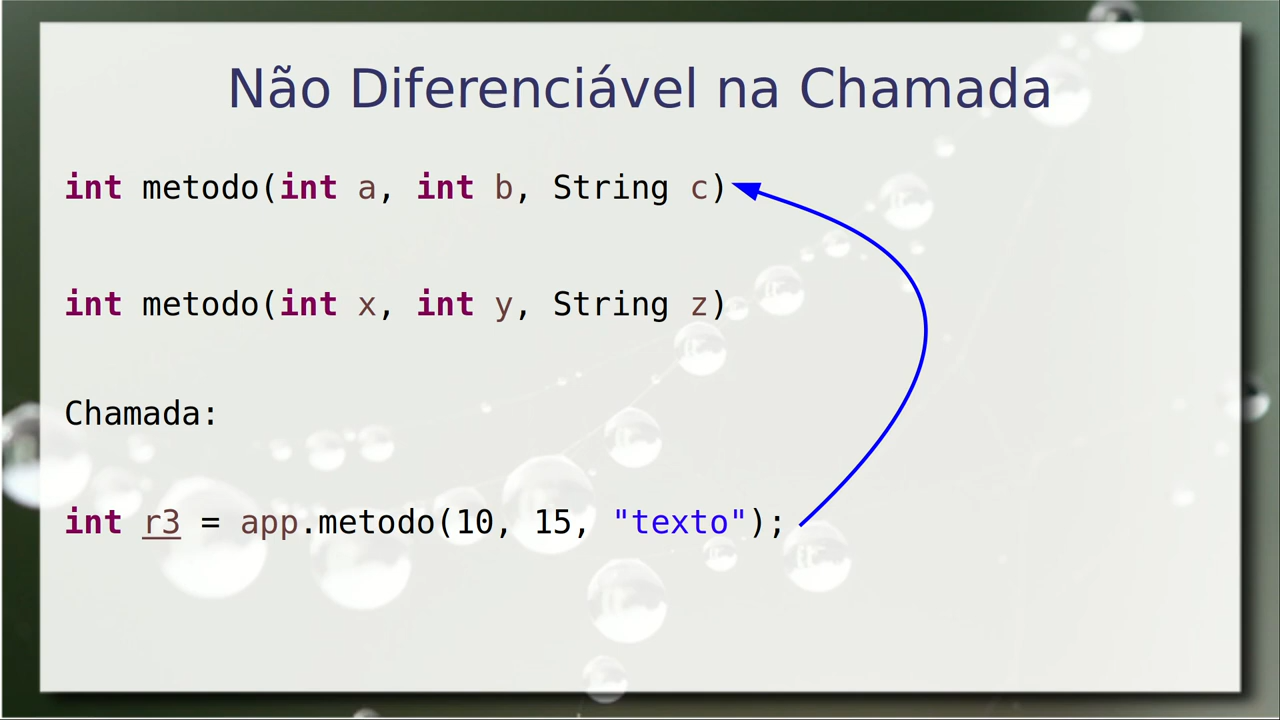 Não Diferenciável na Chamada
int metodo(int a, int b, String c)
int metodo(int x, int y, String z)
Chamada:
int r3 = app.metodo(10, 15, "texto");